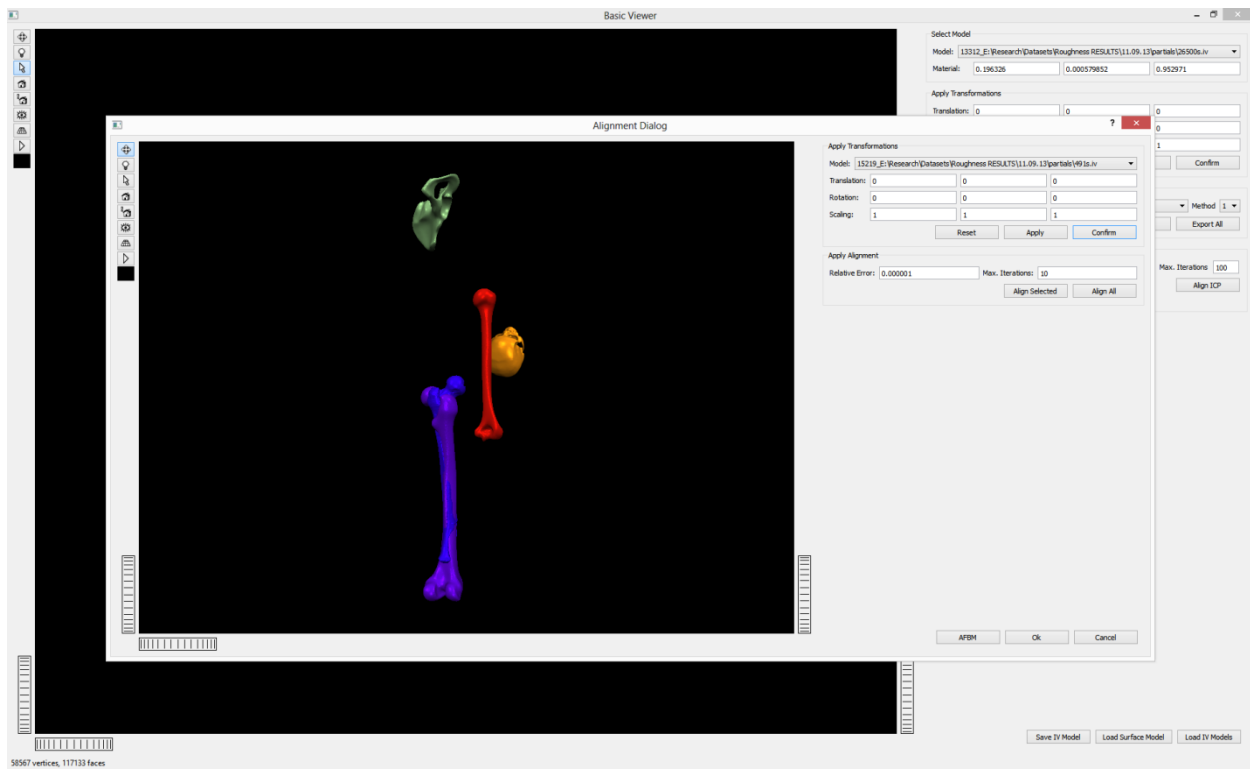 Basic Viewer
Select Model
Model: 13312_E:\Research\Datasets\Roughness RESULTS\11.09.13\partials\26500s.iv
Material: 0.196326 0.000579852 0.952971
Apply Transformations
Translation: 0 0 0
0
1
Confirm
Method 1
Export All
Max. Iterations 100
Align ICP
Alignment Dialog
?
Apply Transformations
Model: 15219_E:\Research\Datasets\Roughness RESULTS\11.09.13\partials\491s.iv
Translation: 0 0 0
Rotation: 0 0 0
Scaling: 1 1 1
Reset Apply Confirm
Apply Alignment
Relative Error: 0.000001 Max. Iterations: 10
Align Selected Align All
AFBM Ok Cancel
Save IV Model Load Surface Model Load IV Models
58567 vertices, 117133 faces